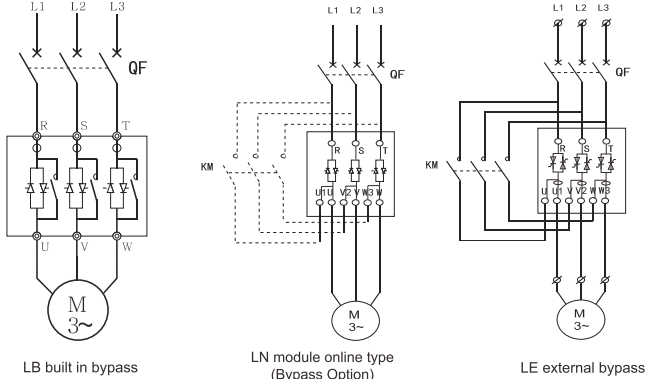 L1 L2 L3
QF
R S T
U V W
M
3~
LB built in bypass
L1 L2 L3
QF
R S T
KM
U1 U V2 V W3 W
M
3~
LN module online type
(Bypass Option)
L1 L2 L3
QF
R S T
KM
U U1 V V2 W W3
M
3~
LE external bypass